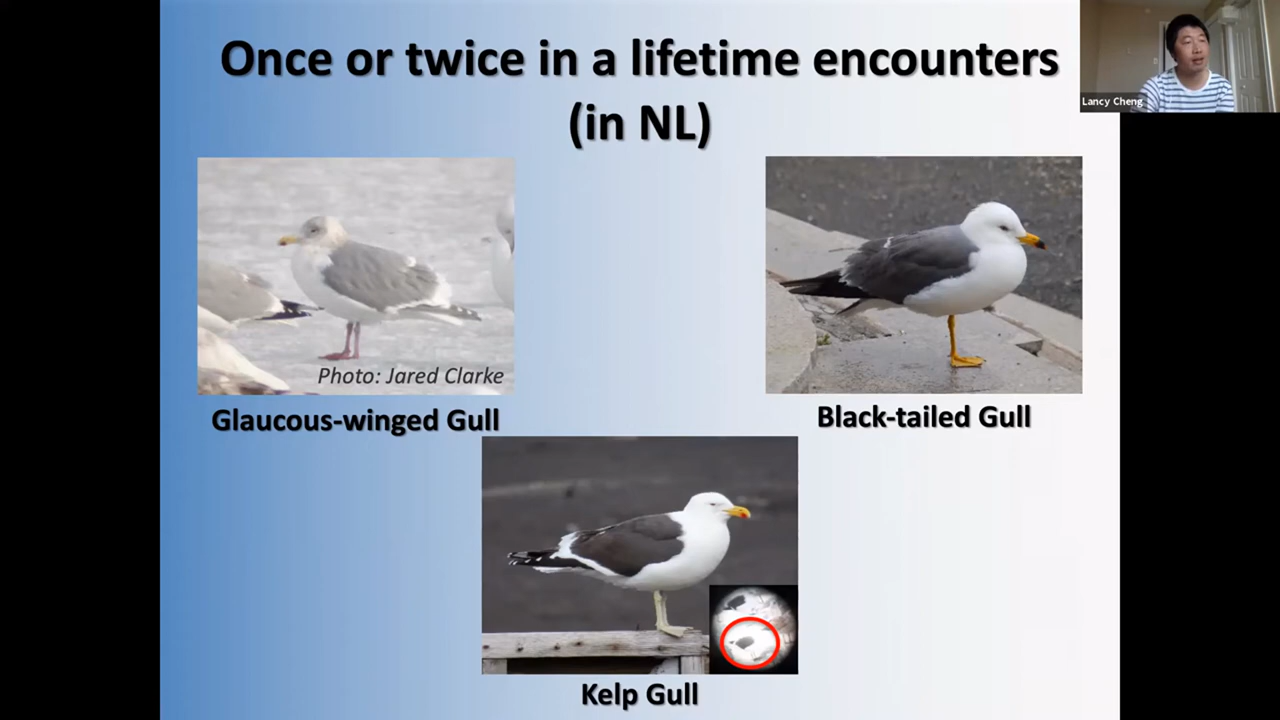 Once or twice in a lifetime encounters
(in NL)
Lancy Cheng
Photo: Jared Clarke
Glaucous-winged Gull
Black-tailed Gull
Kelp Gull